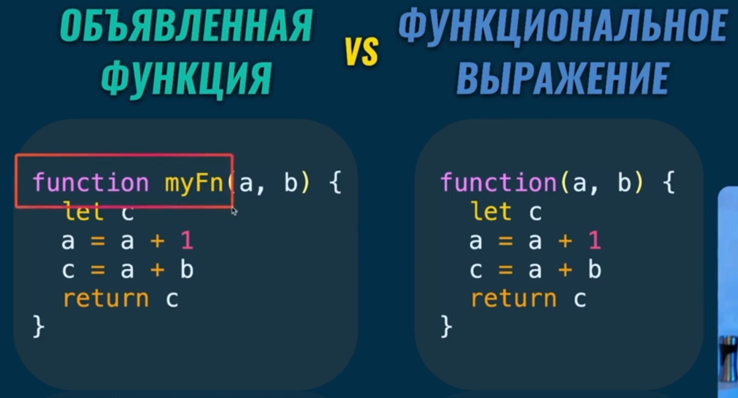 ОБЪЯВЛЕННАЯ ФУНКЦИЯ
VS
ФУНКЦИОНАЛЬНОЕ ВЫРАЖЕНИЕ
function myFn(a, b) {
let c
a = a + 1
c = a + b
return c
}
function(a, b) {
let c
a = a + 1
c = a + b
return c
}